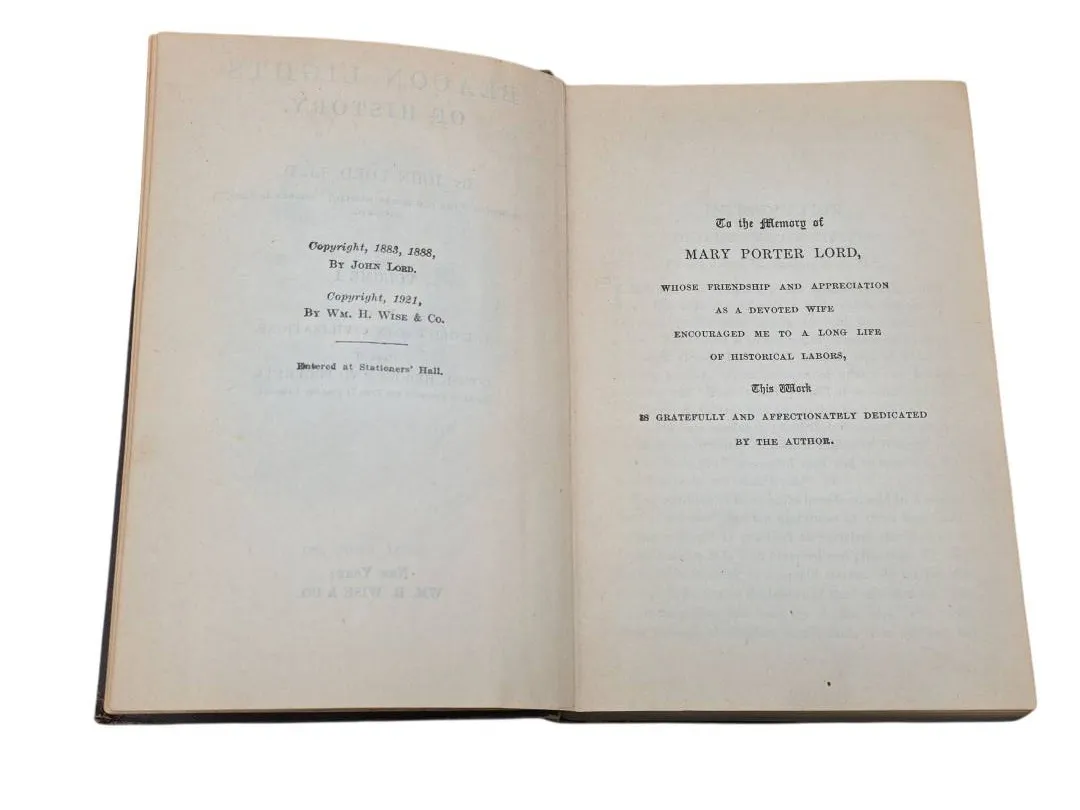 Copyright, 1883, 1888,
By John Lord.
Copyright, 1921,
By Wm. H. Wise & Co.
Entered at Stationers' Hall.
To the Memory of
MARY PORTER LORD,
WHOSE FRIENDSHIP AND APPRECIATION
AS A DEVOTED WIFE
ENCOURAGED ME TO A LONG LIFE
OF HISTORICAL LABORS,
This Work
IS GRATEFULLY AND AFFECTIONATELY DEDICATED
BY THE AUTHOR.